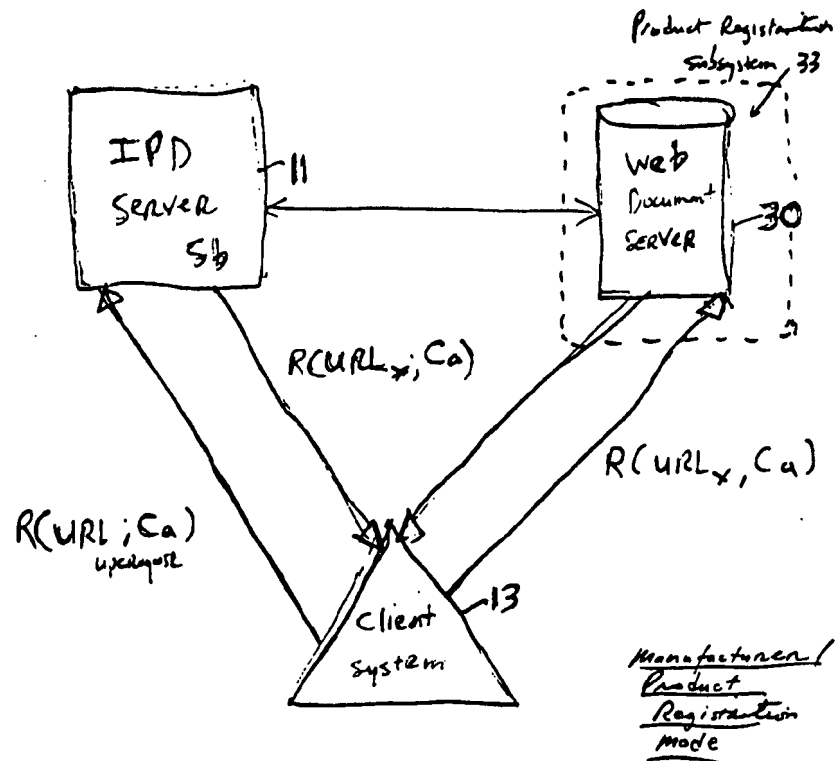 Product Registration
Subsystem 33
IPD
Server
5b
11
Web
Document
Server
30
R(URLx; Ca)
R(URLx, Ca)
R(URL; Ca)
Client
System
13
Manufacturer/
Product
Registration
Mode